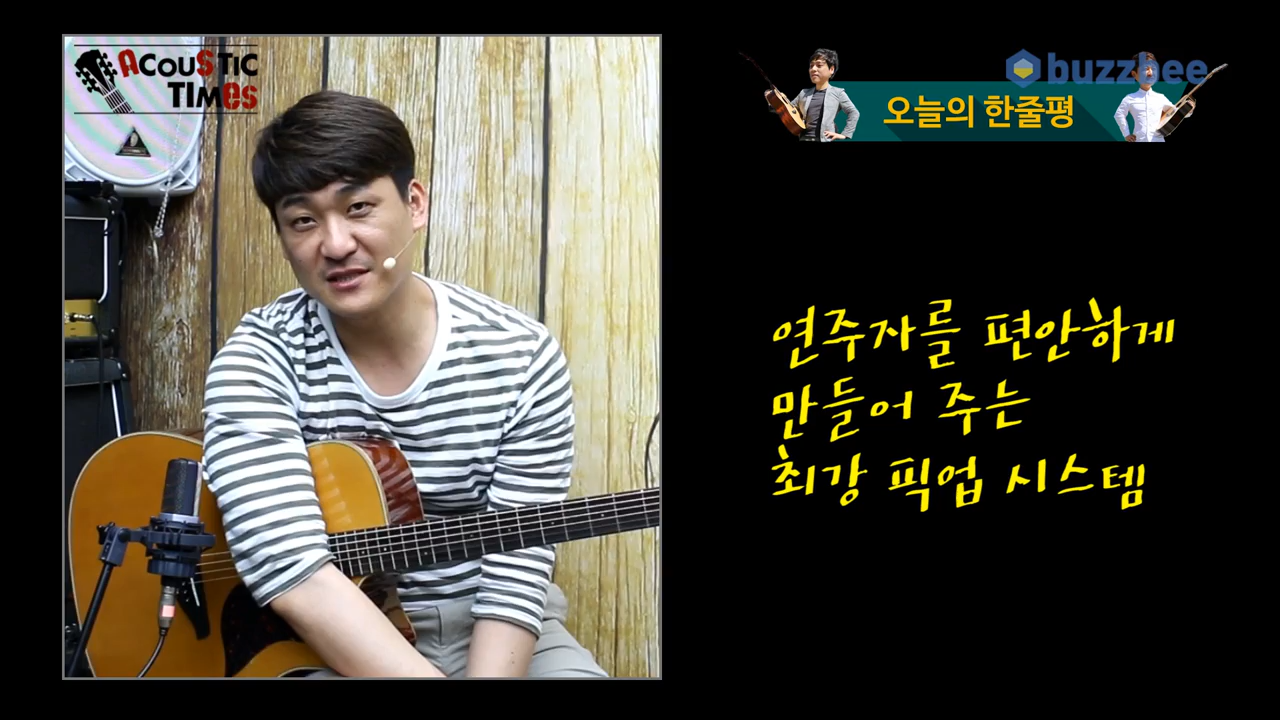 ACOUSTIC
TIMES
buzzbee
오늘의 한줄평
연주자를 편안하게
만들어 주는
최강 픽업 시스템